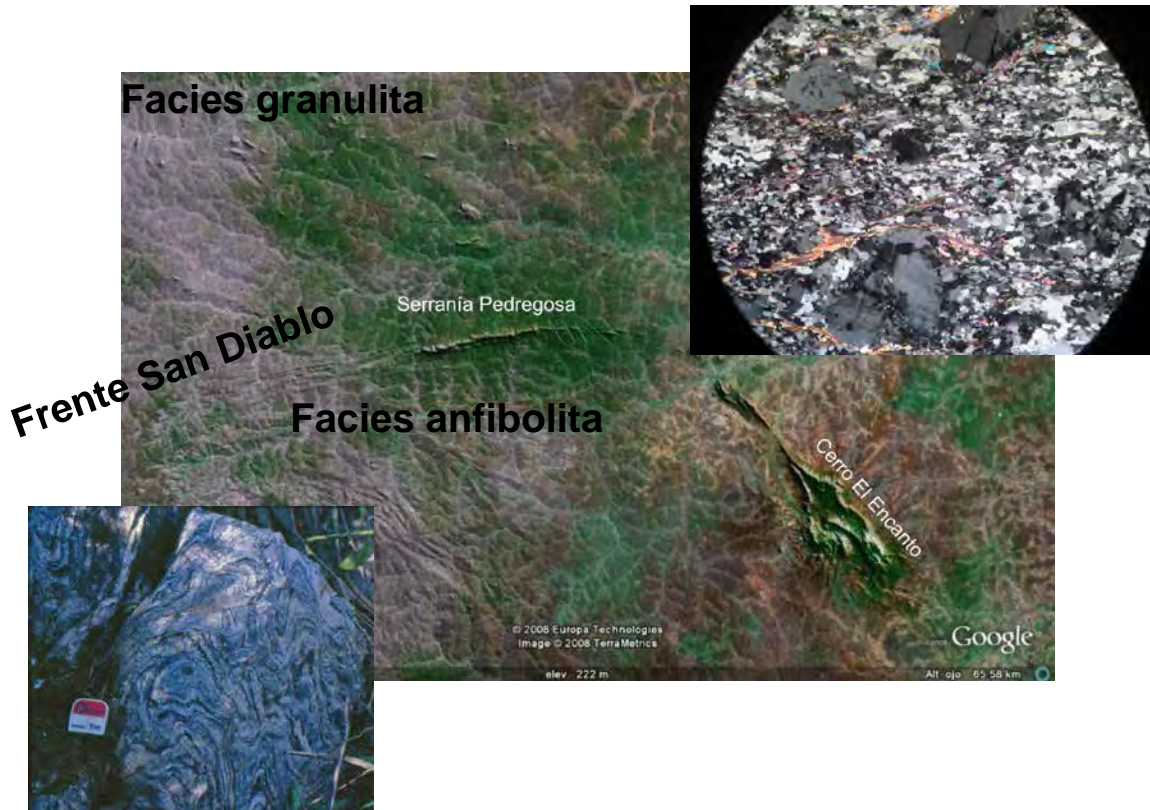 Facies granulita
Serranía Pedregosa
Frente San Diablo
Facies anfibolita
Cerro El Encanto
© 2008 Europa Technologies
Image © 2008 TerraMetrics
Google
elev 222 m
Alt ojo 65 58 km